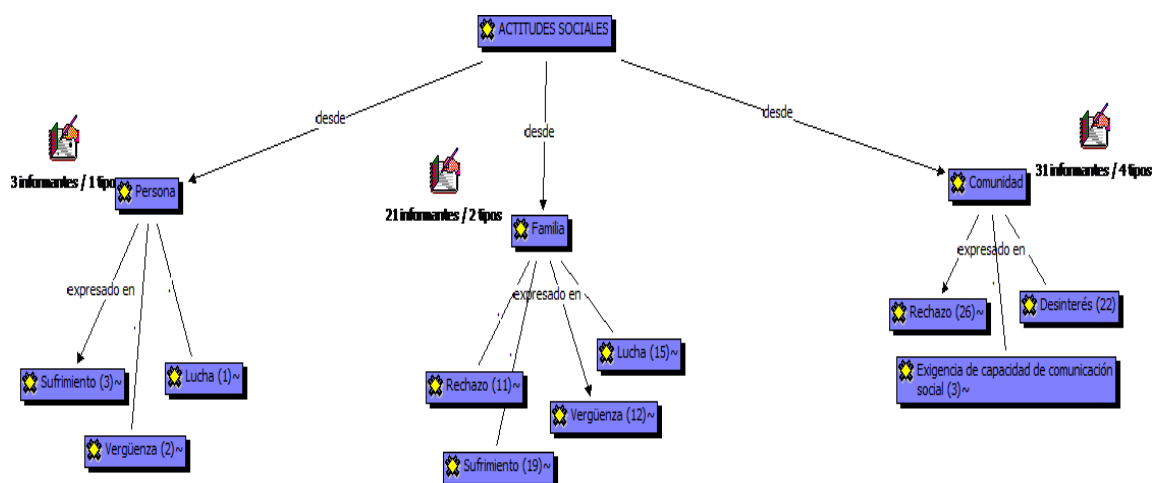 ACTITUDES SOCIALES
desde
desde
desde
3 informantes / 1 tipo
Persona
21 informantes / 2 tipos
Familia
31 informantes / 4 tipos
Comunidad
expresado en
expresado en
expresado en
Sufrimiento (3)~
Lucha (1)~
Vergüenza (2)~
Rechazo (11)~
Lucha (15)~
Vergüenza (12)~
Sufrimiento (19)~
Rechazo (26)~
Desinterés (22)
Exigencia de capacidad de comunicación
social (3)~